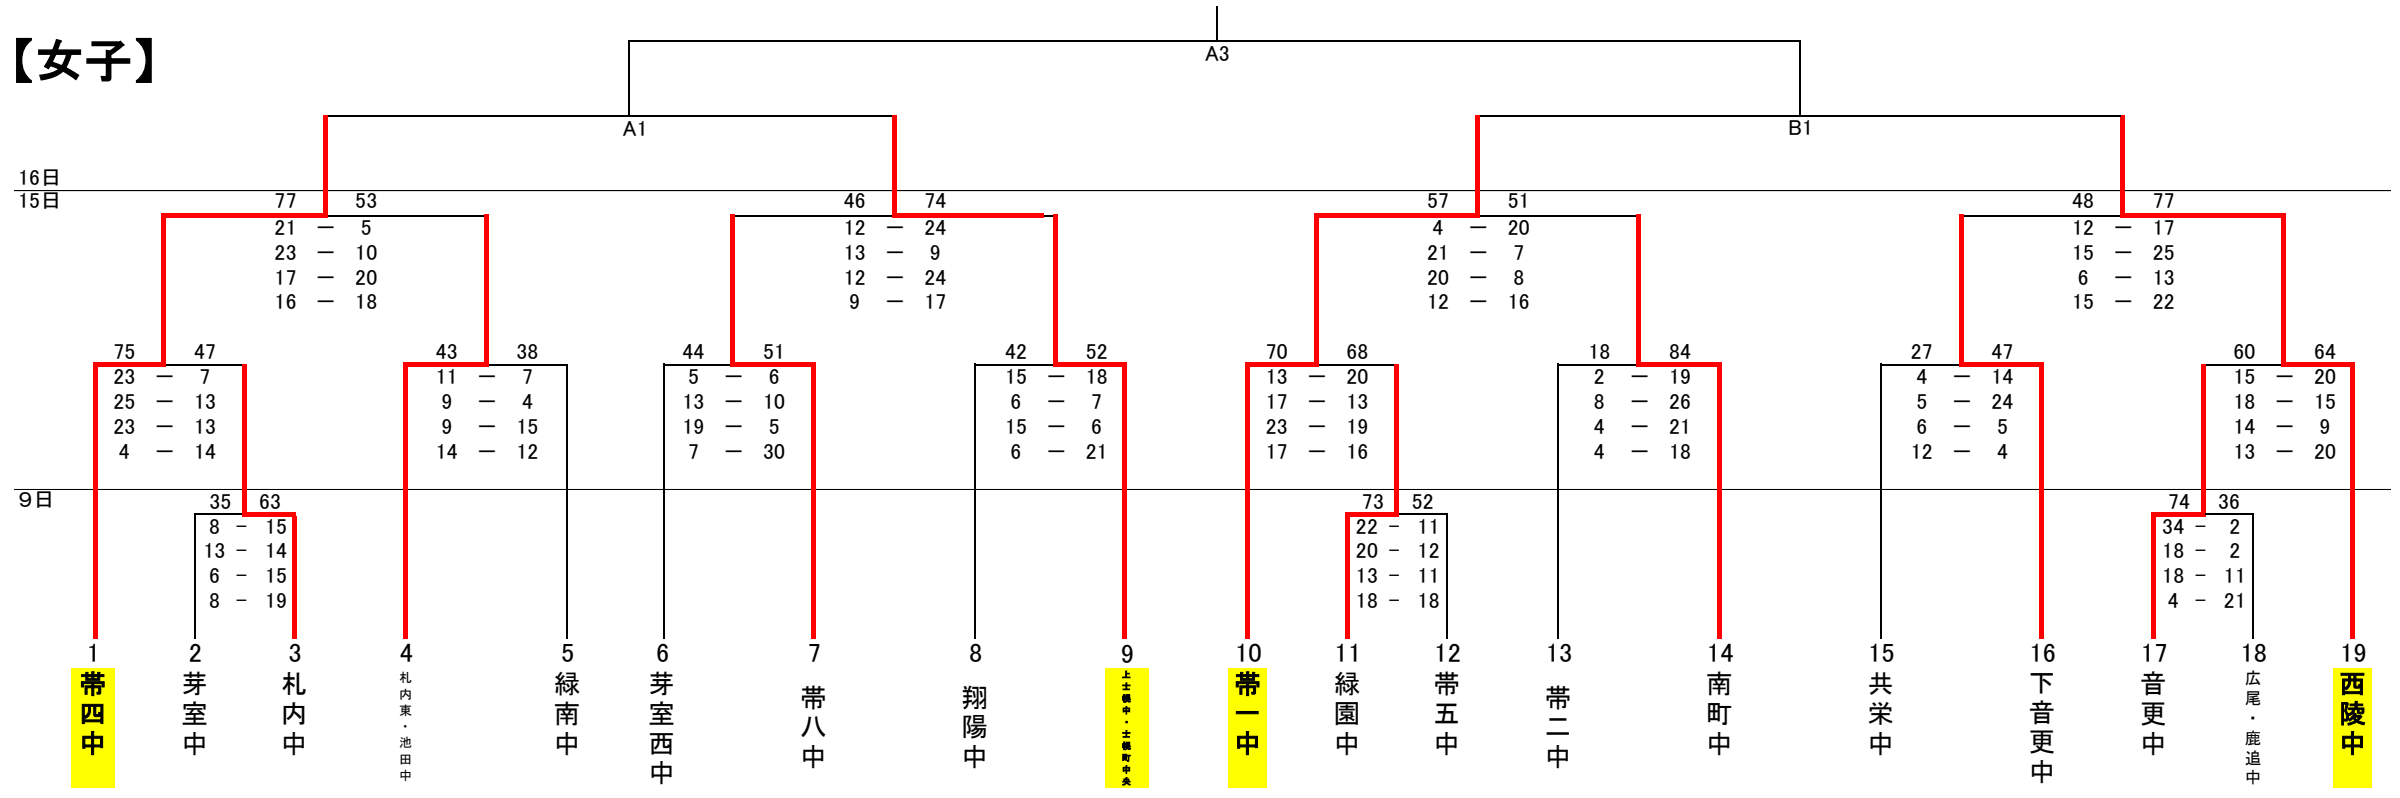 【女子】
A3
A1
B1
16日
15日
77 53
21 － 5
23 － 10
17 － 20
16 － 18
46 74
12 － 24
13 － 9
12 － 24
9 － 17
57 51
4 － 20
21 － 7
20 － 8
12 － 16
48 77
12 － 17
15 － 25
6 － 13
15 － 22
75 47
23 － 7
25 － 13
23 － 13
4 － 14
43 38
11 － 7
9 － 4
9 － 15
14 － 12
44 51
5 － 6
13 － 10
19 － 5
7 － 30
42 52
15 － 18
6 － 7
15 － 6
6 － 21
70 68
13 － 20
17 － 13
23 － 19
17 － 16
18 84
2 － 19
8 － 26
4 － 21
4 － 18
27 47
4 － 14
5 － 24
6 － 5
12 － 4
60 64
15 － 20
18 － 15
14 － 9
13 － 20
９日
35 63
8 - 15
13 - 14
6 - 15
8 - 19
73 52
22 - 11
20 - 12
13 - 11
18 - 18
74 36
34 - 2
18 - 2
18 - 11
4 - 21
1 2 3 4 5 6 7 8 9 10 11 12 13 14 15 16 17 18 19
帯四中
芽室中
札内中
札内東・池田中
緑南中
芽室西中
帯八中
翔陽中
上士幌中・士幌町中央
帯一中
緑園中
帯五中
帯二中
南町中
共栄中
下音更中
音更中
広尾・鹿追中
西陵中